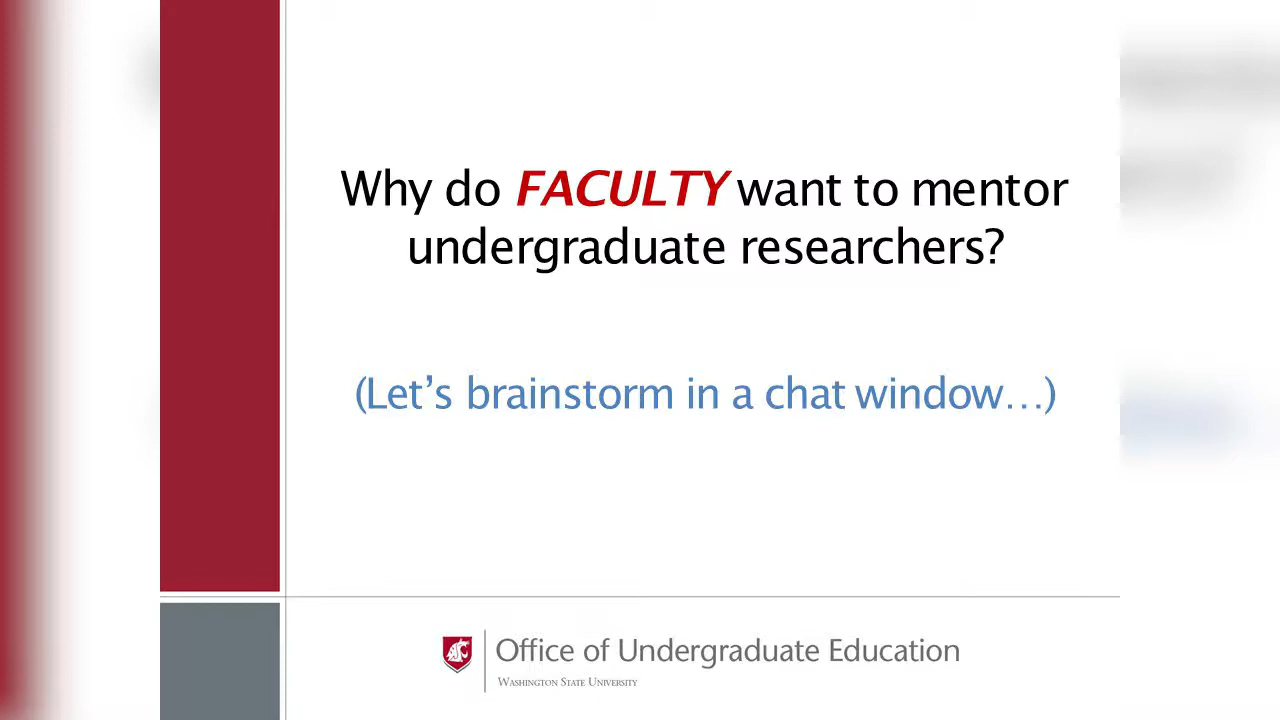 Why do FACULTY want to mentor
undergraduate researchers?
(Let’s brainstorm in a chat window…)
Office of Undergraduate Education
WASHINGTON STATE UNIVERSITY